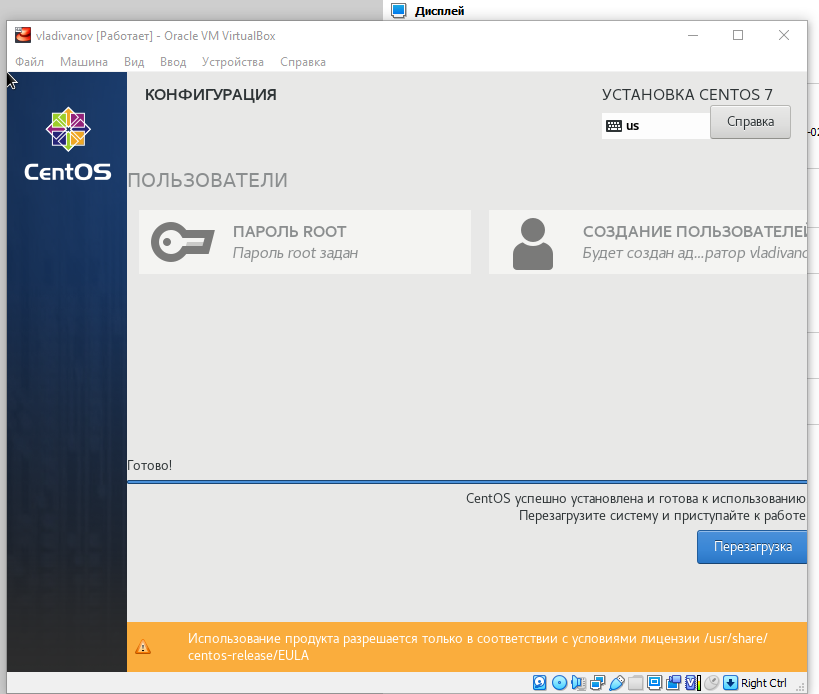 Дисплей
vladivanov [Работает] - Oracle VM VirtualBox
Файл Машина Вид Ввод Устройства Справка
КОНФИГУРАЦИЯ
УСТАНОВКА CENTOS 7
us
Справка
-02
CentOS
ПОЛЬЗОВАТЕЛИ
ПАРОЛЬ ROOT
Пароль root задан
СОЗДАНИЕ ПОЛЬЗОВАТЕЛЕЙ
Будет создан ад...ратор vladivano
Готово!
CentOS успешно установлена и готова к использованию
Перезагрузите систему и приступайте к работе
Перезагрузка
Использование продукта разрешается только в соответствии с условиями лицензии /usr/share/
centos-release/EULA
Right Ctrl